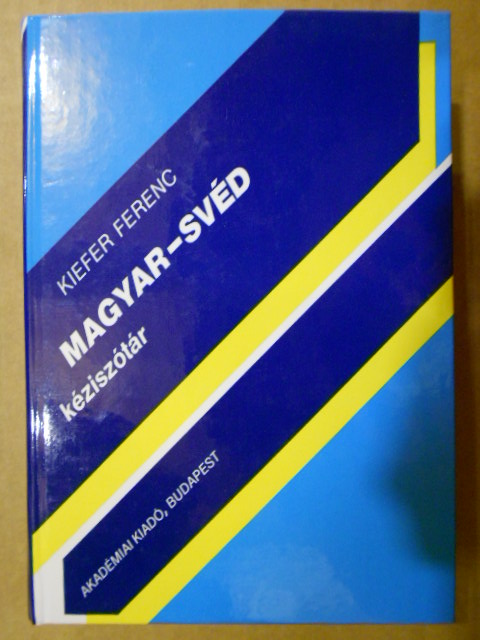 KIEFER FERENC
MAGYAR-SVÉD
kéziszótár
AKADÉMIAI KIADÓ, BUDAPEST